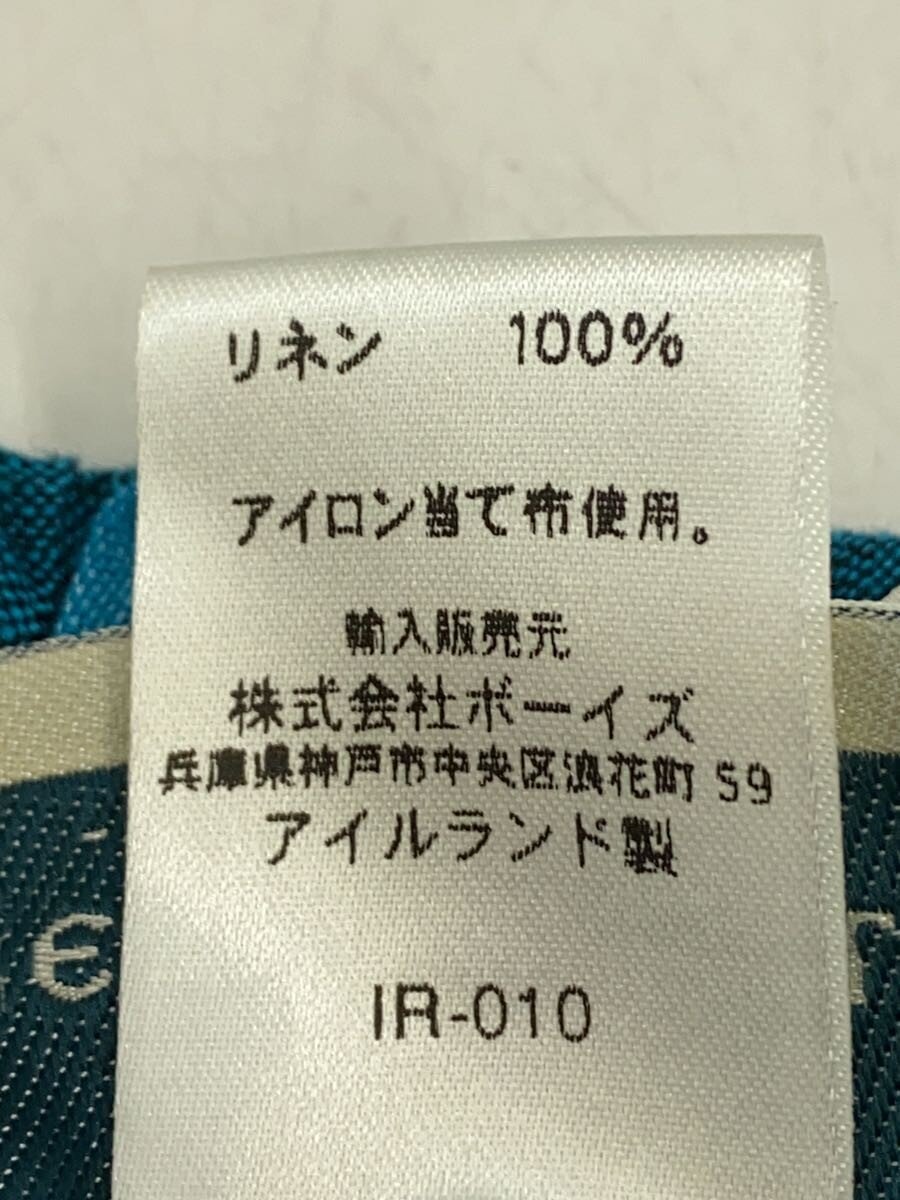 リネン 100%
アイロン当て布使用。
輸入販売元
株式会社ボーイズ
兵庫県神戸市中央区浪花町 59
アイルランド製
IR-010